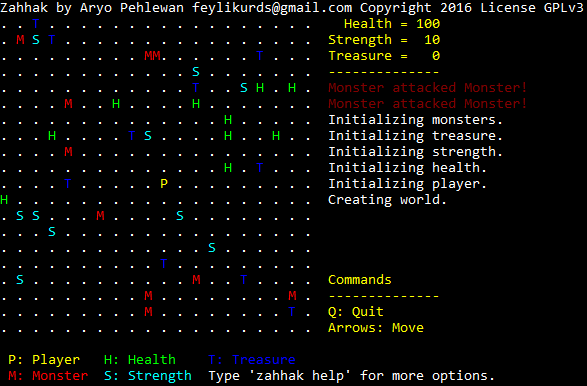 Zahhak by Aryo Pehlewan feylikurds@gmail.com Copyright 2016 License GPLv3
. . T . . . . . . . . . . . . . . . . .    Health = 100
. M S T . . . . . . . . . . . . . . . .  Strength =  10
. . . . . . . . . MM. . . . . . T . . .  Treasure =   0
. . . . . . . . . . . . S . . . . . . .  --------------
. . . . . . . . . . . . T . . S H . H .  Monster attacked Monster!
. . . . M . . H . . . . H . . . . . . .  Monster attacked Monster!
. . . . . . . . . . . . . . H . . . . .  Initializing monsters.
. . . H . . . . T S . . . . H . . H . .  Initializing treasure.
. . . . M . . . . . . . . . . . . . . .  Initializing strength.
. . . . . . . . . . . . . . H . T . . .  Initializing health.
. . . . T . . . . . P . . . . . . . . .  Initializing player.
H . . . . . . . . . . . . . . . . . . .  Creating world.
. S S . . . M . . . . S . . . . . . . .
. . . S . . . . . . . . . . . . . . . .
. . . . . . . . . . . . . S . . . . . .
. . . . . . . . . . T . . . . . . . . .
. S . . . . . . . . . . M . . T . . . .  Commands
. . . . . . . . . M . . . . . . . . M .  --------------
. . . . . . . . . M . . . . . . . . T .  Q: Quit
. . . . . . . . . . . . . . . . . . . .  Arrows: Move
P: Player   H: Health    T: Treasure
M: Monster  S: Strength  Type 'zahhak help' for more options.